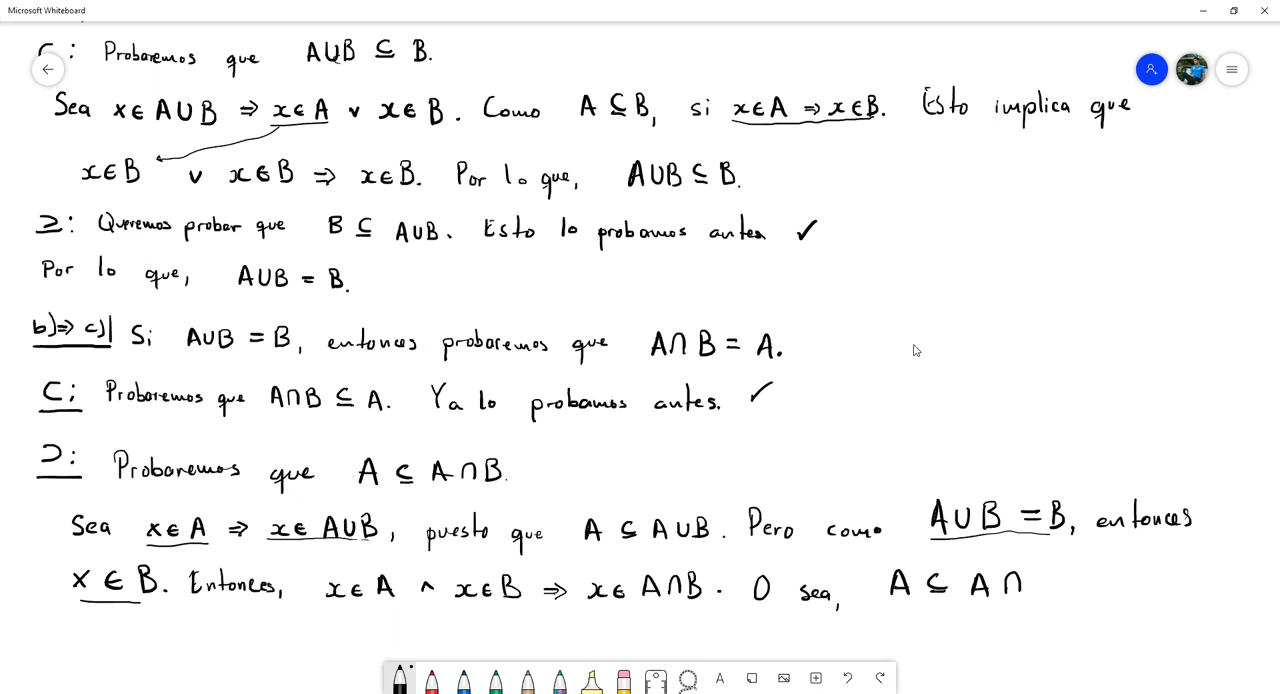 Microsoft Whiteboard
⊂: Probaremos que A∪B ⊆ B.
Sea x∈A∪B ⇒ x∈A ∨ x∈B. Como A⊆B, si x∈A ⇒ x∈B. Esto implica que
x∈B ∨ x∈B ⇒ x∈B. Por lo que, A∪B⊆B.
⊇: Queremos probar que B ⊆ A∪B. Esto lo probamos antes ✓
Por lo que, A∪B = B.
b)⇒c)| Si A∪B = B, entonces probaremos que A∩B = A.
⊂: Probaremos que A∩B ⊆ A. Ya lo probamos antes. ✓
⊃: Probaremos que A ⊆ A∩B.
Sea x∈A ⇒ x∈A∪B, puesto que A ⊆ A∪B. Pero como A∪B = B, entonces
x∈B. Entonces, x∈A ∧ x∈B ⇒ x∈A∩B. O sea, A ⊆ A∩
A